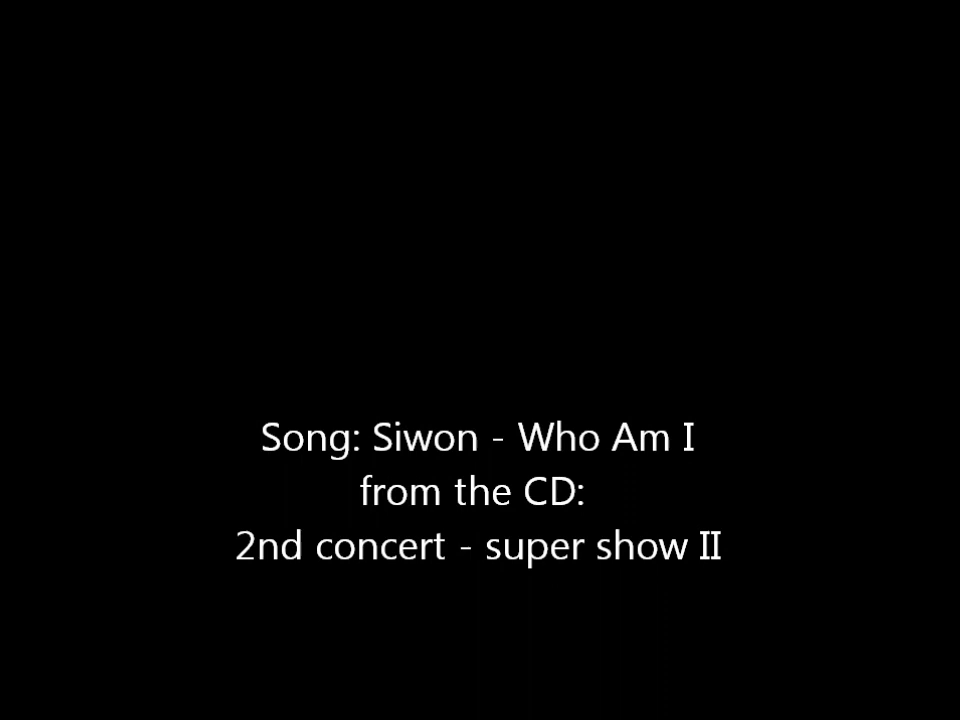 Song: Siwon - Who Am I
from the CD:
2nd concert - super show II